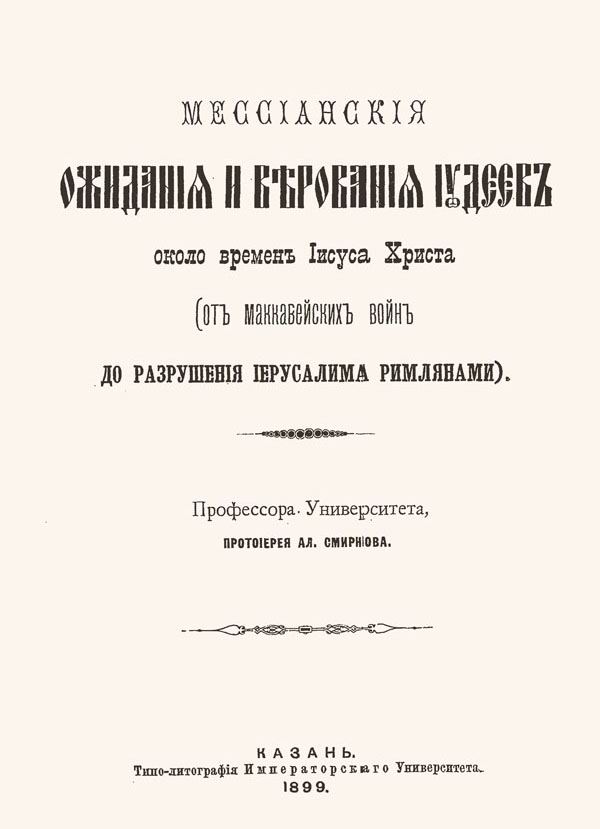 МЕССІАНСКІЯ
ОЖИДАНІЯ И ВѢРОВАНІЯ ІУДЕЕВЪ
около временъ Іисуса Христа
(ОТЪ МАККАВЕЙСКИХЪ ВОЙНЪ
ДО РАЗРУШЕНІЯ ІЕРУСАЛИМА РИМЛЯНАМИ).
Профессора Университета,
ПРОТОІЕРЕЯ АЛ. СМИРНОВА.
КАЗАНЬ.
Типо-литографія Императорскаго Университета.
1899.